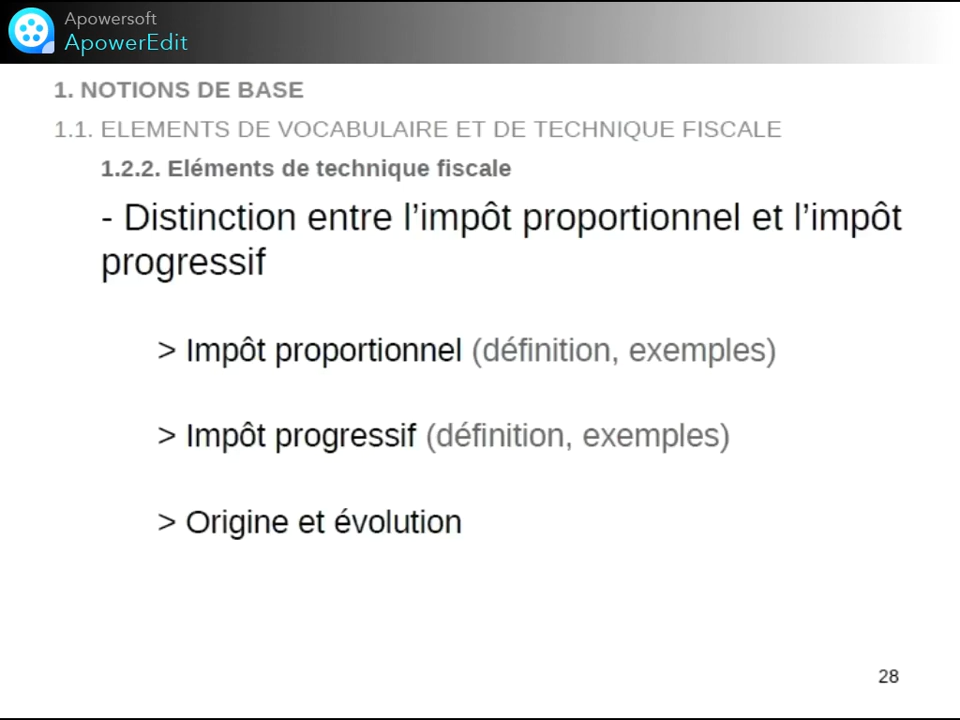 Apowersoft
ApowerEdit
1. NOTIONS DE BASE
1.1. ELEMENTS DE VOCABULAIRE ET DE TECHNIQUE FISCALE
1.2.2. Eléments de technique fiscale
- Distinction entre l’impôt proportionnel et l’impôt
progressif
> Impôt proportionnel (définition, exemples)
> Impôt progressif (définition, exemples)
> Origine et évolution
28